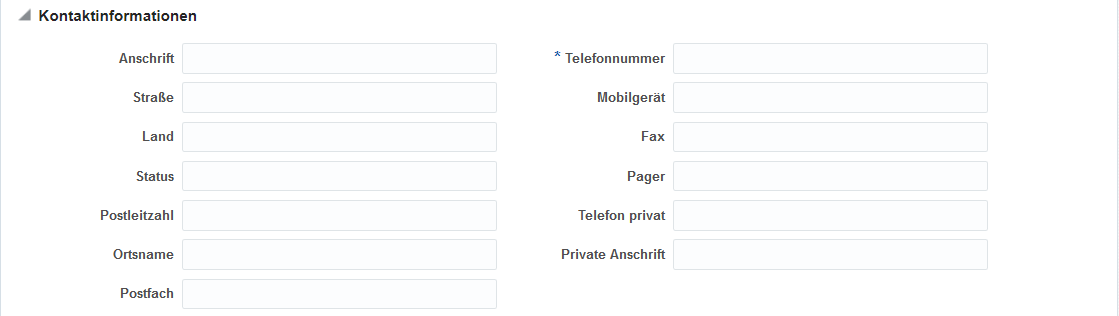 Kontaktinformationen
Anschrift
Straße
Land
Status
Postleitzahl
Ortsname
Postfach
* Telefonnummer
Mobilgerät
Fax
Pager
Telefon privat
Private Anschrift